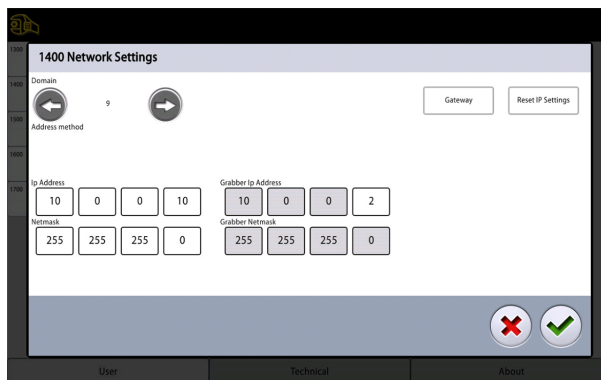 1300
1400 Network Settings
Domain
1400
9
Gateway
Reset IP Settings
1500
Address method
1600
Ip Address
Grabber Ip Address
1700
10 0 0 10
10 0 0 2
Netmask
Grabber Netmask
255 255 255 0
255 255 255 0
User
Technical
About